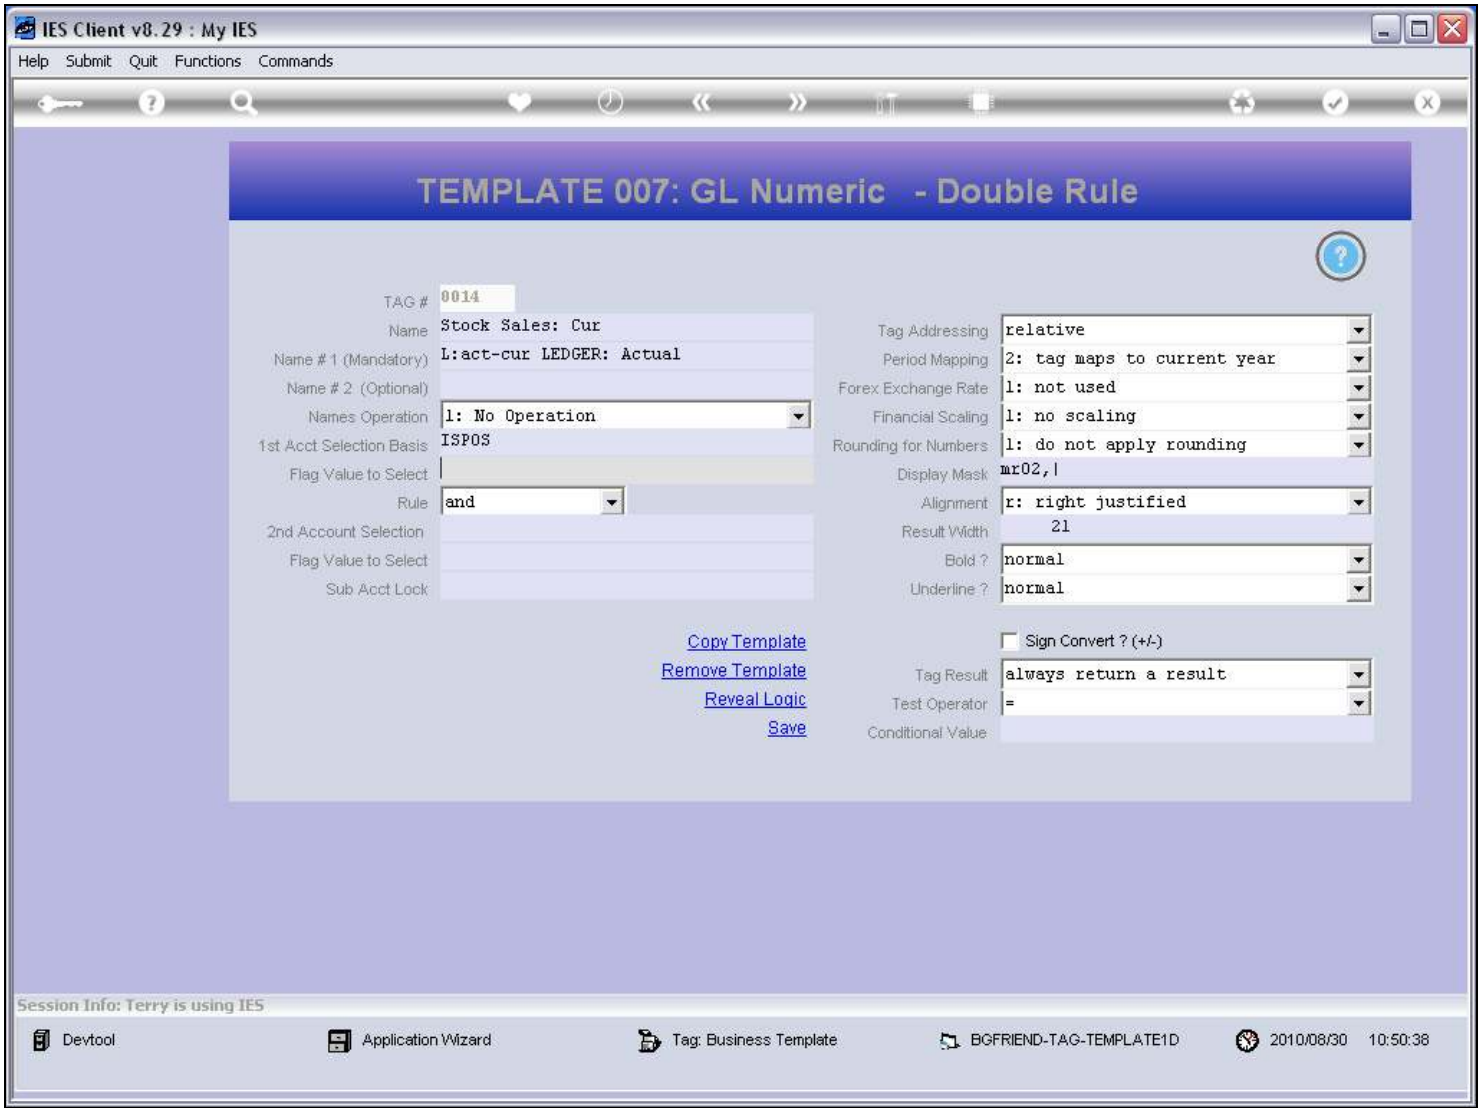 IES Client v8.29 : My IES
Help Submit Quit Functions Commands
TEMPLATE 007: GL Numeric - Double Rule
TAG # 0014
Name Stock Sales: Cur
Name # 1 (Mandatory) L:act-cur LEDGER: Actual
Name # 2 (Optional)
Names Operation 1: No Operation
1st Acct Selection Basis ISPOS
Flag Value to Select
Rule and
2nd Account Selection
Flag Value to Select
Sub Acct Lock
Copy Template
Remove Template
Reveal Logic
Save
Tag Addressing relative
Period Mapping 2: tag maps to current year
Forex Exchange Rate 1: not used
Financial Scaling 1: no scaling
Rounding for Numbers 1: do not apply rounding
Display Mask mr02,|
Alignment r: right justified
Result Width 21
Bold ? normal
Underline ? normal
Sign Convert ? (+/-)
Tag Result always return a result
Test Operator =
Conditional Value
Session Info: Terry is using IES
Devtool Application Wizard Tag: Business Template BGFRIEND-TAG-TEMPLATE1D 2010/08/30 10:50:38